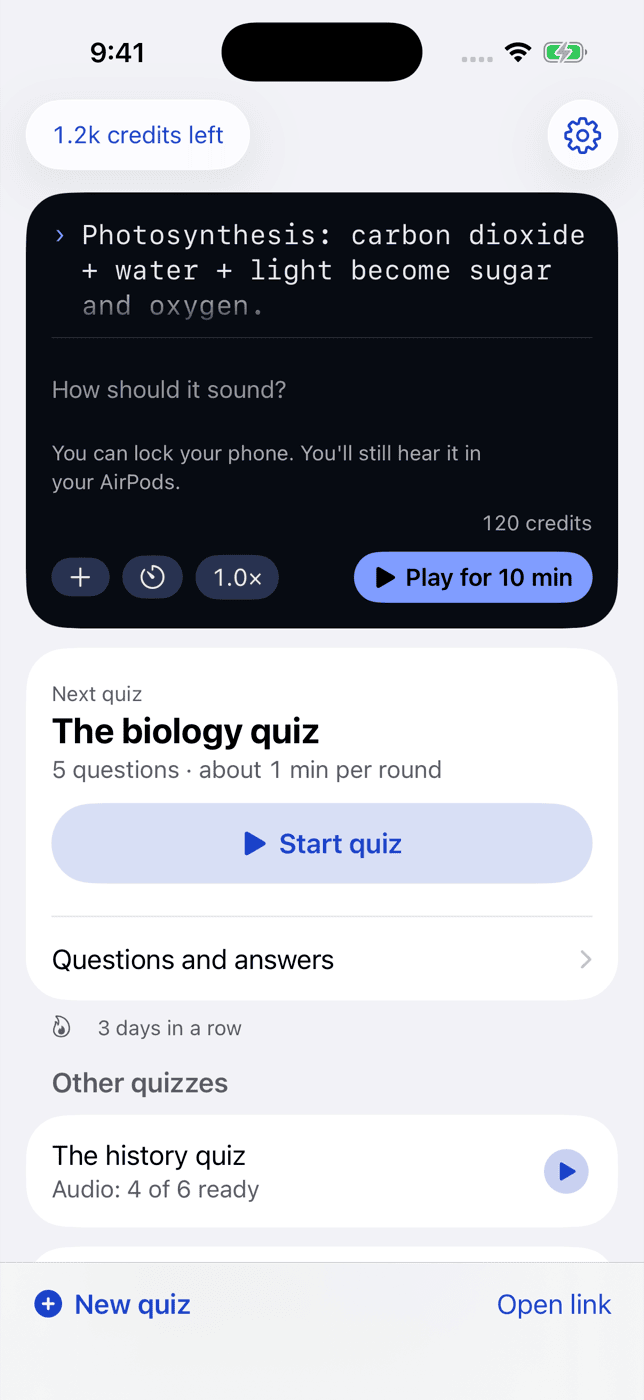 9:41
1.2k credits left
› Photosynthesis: carbon dioxide
+ water + light become sugar
and oxygen.
How should it sound?
You can lock your phone. You'll still hear it in
your AirPods.
120 credits
1.0×
Play for 10 min
Next quiz
The biology quiz
5 questions · about 1 min per round
Start quiz
Questions and answers
3 days in a row
Other quizzes
The history quiz
Audio: 4 of 6 ready
New quiz
Open link